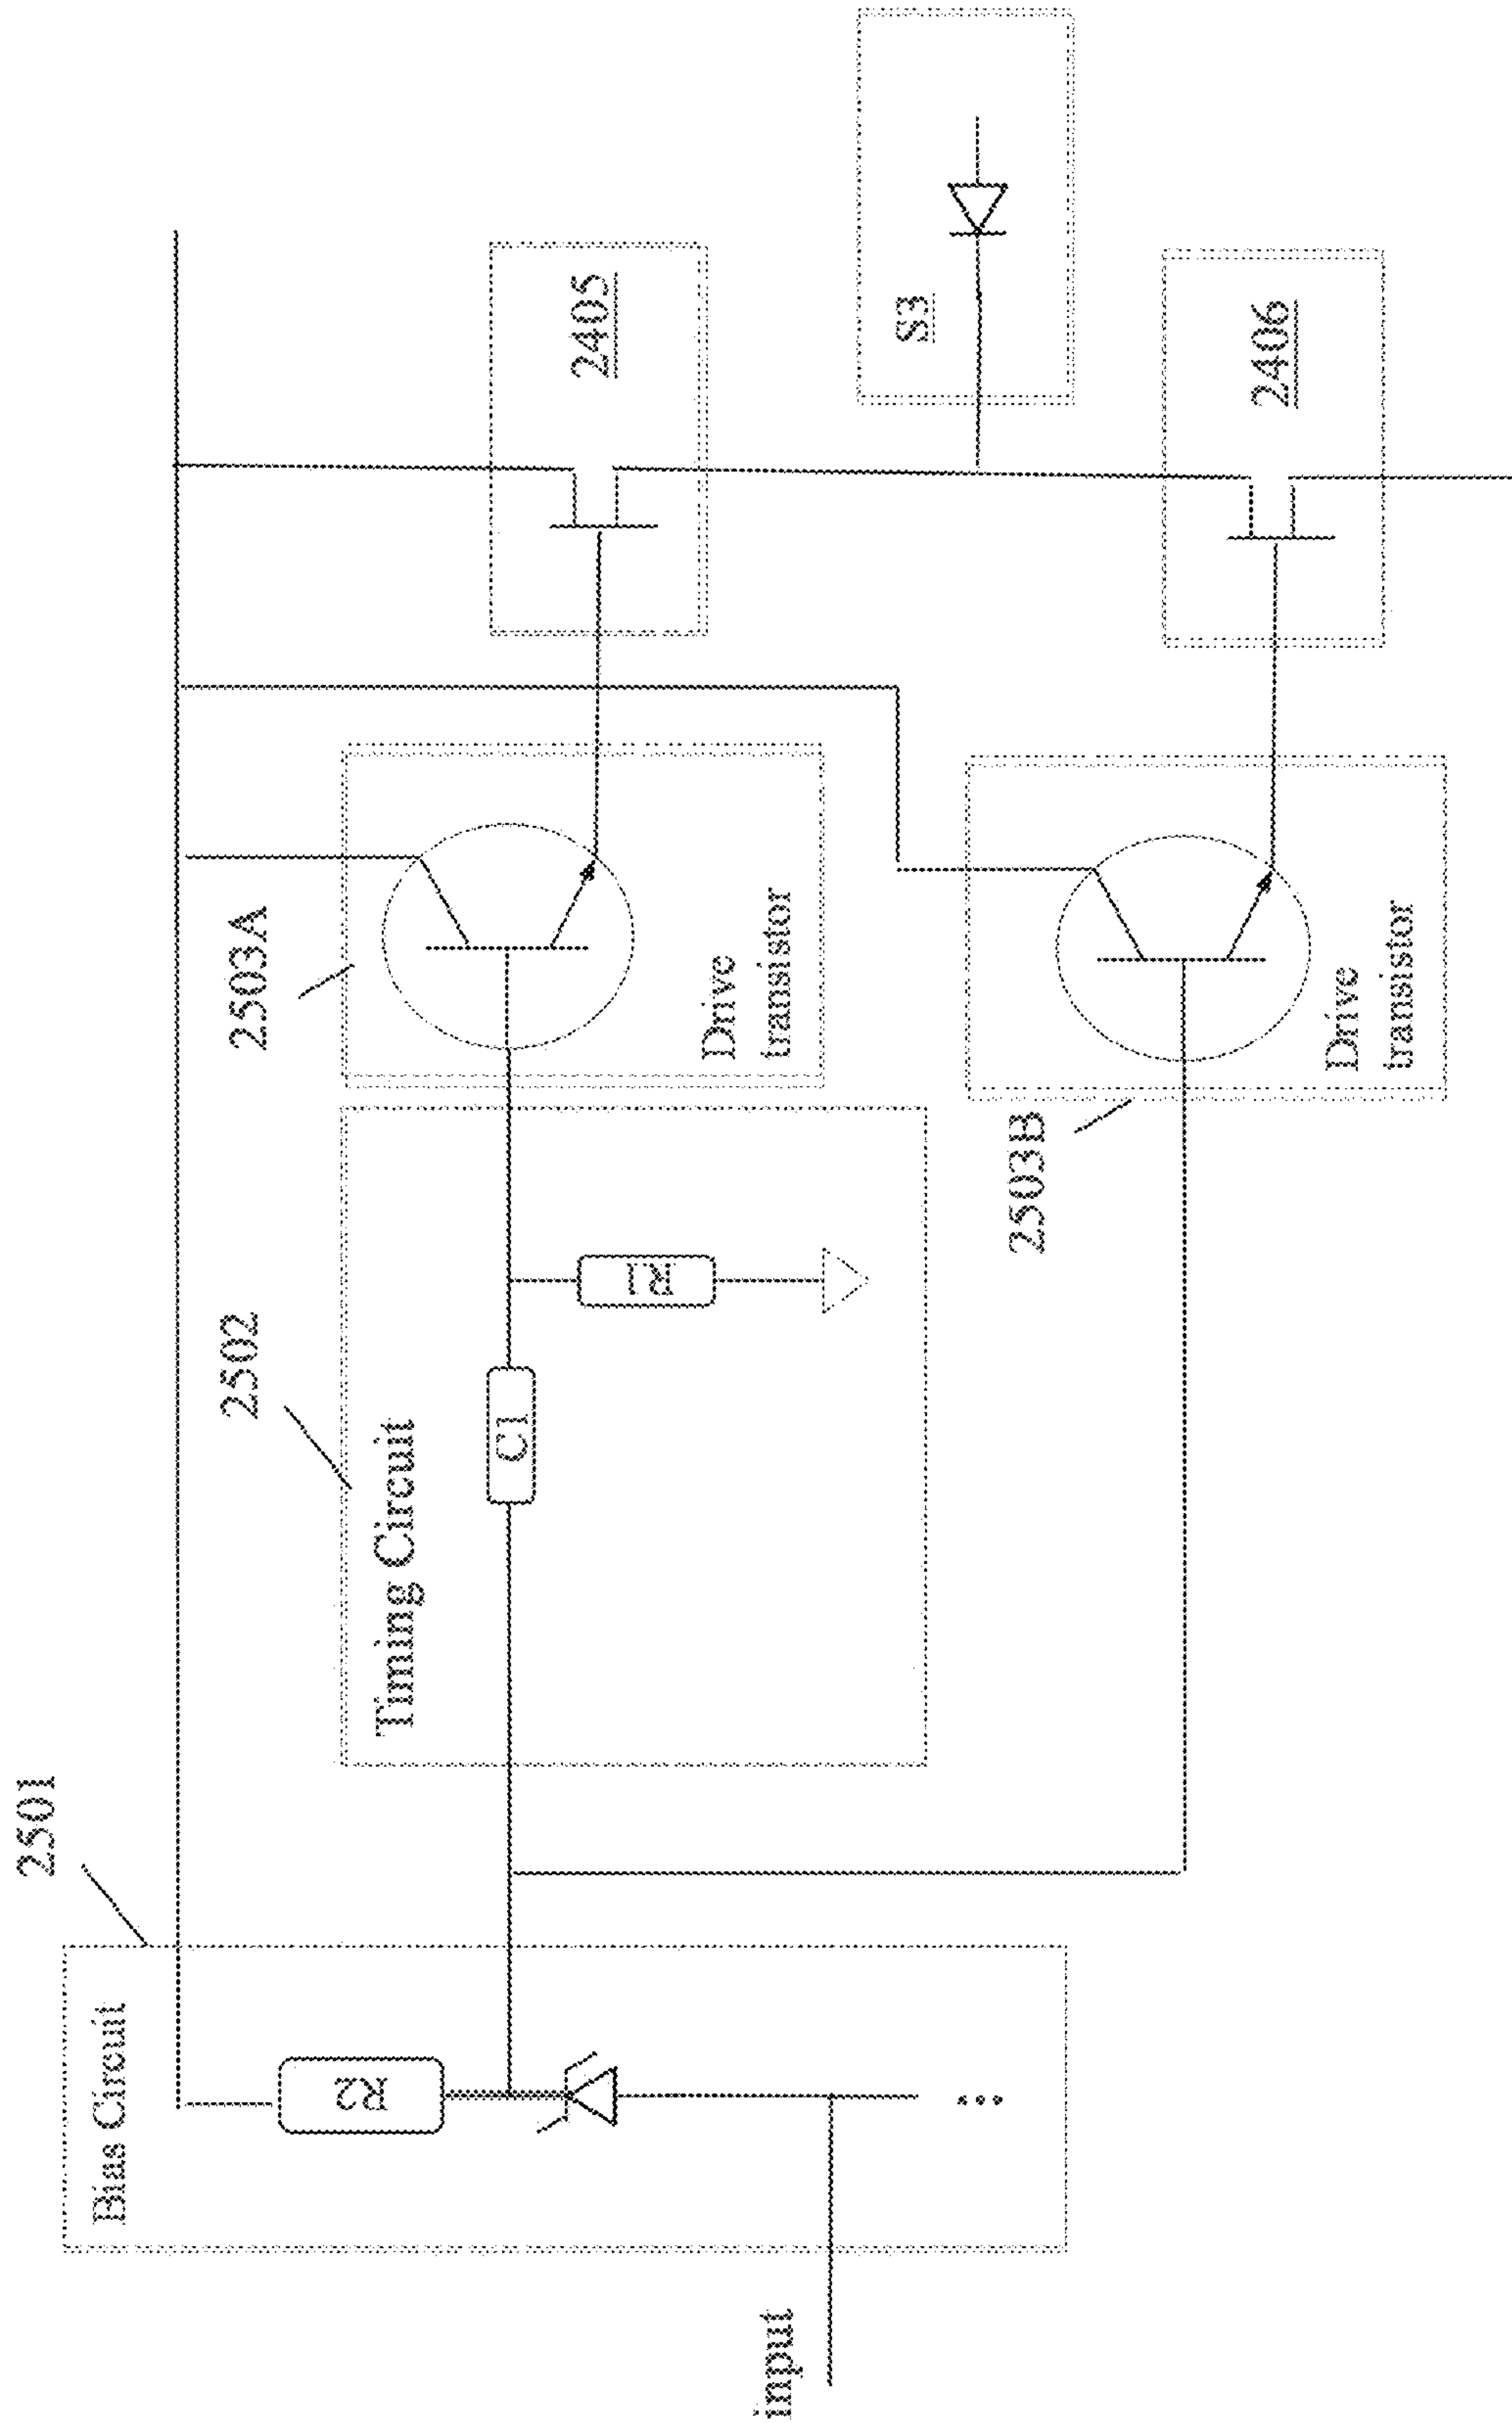 2501
Bias Circuit
R2
input
2502
Timing Circuit
C1
R1
2503A
Drive
transistor
2503B
Drive
transistor
2405
S3
2406